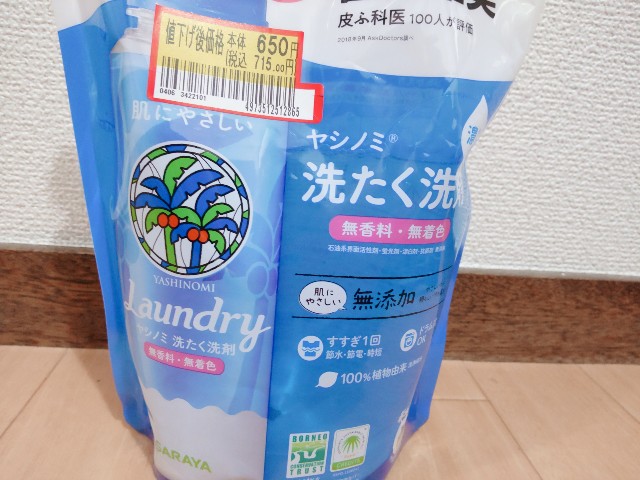 皮ふ科医 100人が評価
値下げ後価格 本体 650円
(税込 715.00円)
0406 3422101
4973512512865
肌にやさしい
ヤシノミ®
洗たく洗剤
無香料・無着色
YASHINOMI
Laundry
ヤシノミ 洗たく洗剤
無香料・無着色
肌に
やさしい
無添加
すすぎ1回
節水・節電・時短
OK
100%植物由来
BORNEO
CONSERVATION
TRUST
SARAYA